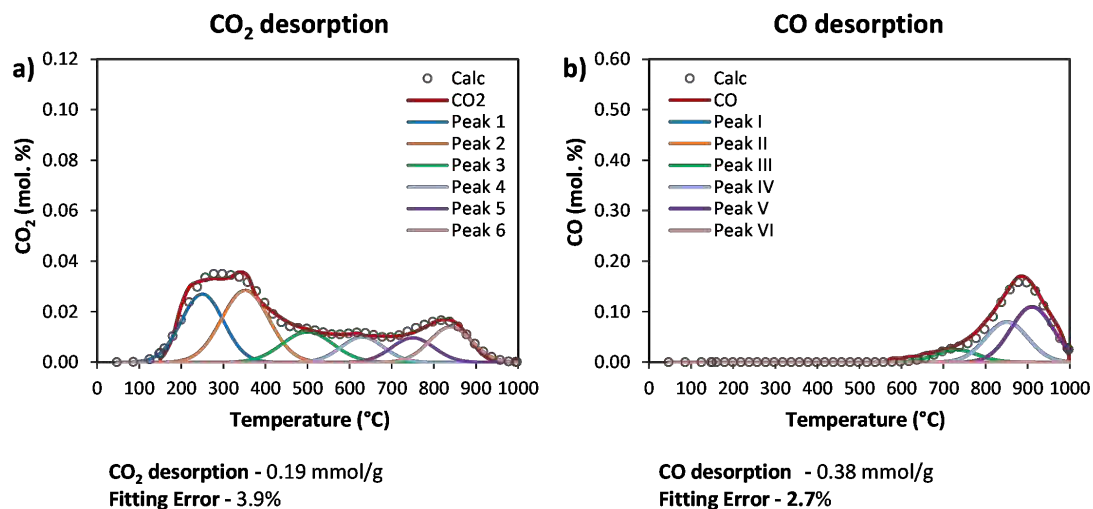 CO₂ desorption
CO desorption
a)
CO₂ (mol. %)
0.12
0.10
0.08
0.06
0.04
0.02
0.00
0 100 200 300 400 500 600 700 800 900 1000
Temperature (°C)
Calc
CO2
Peak 1
Peak 2
Peak 3
Peak 4
Peak 5
Peak 6
b)
CO (mol. %)
0.60
0.50
0.40
0.30
0.20
0.10
0.00
0 100 200 300 400 500 600 700 800 900 1000
Temperature (°C)
Calc
CO
Peak I
Peak II
Peak III
Peak IV
Peak V
Peak VI
CO₂ desorption - 0.19 mmol/g
Fitting Error - 3.9%
CO desorption - 0.38 mmol/g
Fitting Error - 2.7%